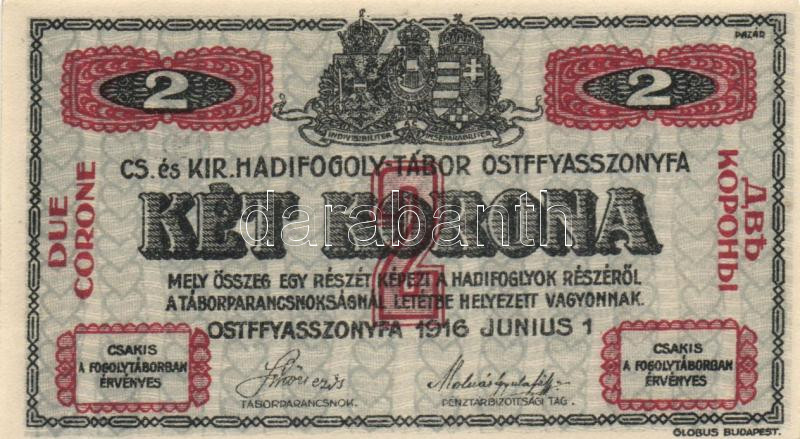 PAZÁR
2
2
INDIVISIBILITER AC INSEPARABILITER
CS. és KIR. HADIFOGOLY-TÁBOR OSTFFYASSZONYFA
DUE
CORONE
KÉT KORONA
2
ДВѢ
КОРОНЫ
darabanth
MELY ÖSSZEG EGY RÉSZÉT KÉPEZI A HADIFOGLYOK RÉSZÉRŐL
A TÁBORPARANCSNOKSÁGNÁL LETÉTBE HELYEZETT VAGYONNAK.
OSTFFYASSZONYFA 1916 JUNIUS 1
CSAKIS
A FOGOLYTÁBORBAN
ÉRVÉNYES
TÁBORPARANCSNOK.
PÉNZTÁRBIZOTTSÁGI TAG.
CSAKIS
A FOGOLYTÁBORBAN
ÉRVÉNYES
GLOBUS BUDAPEST.